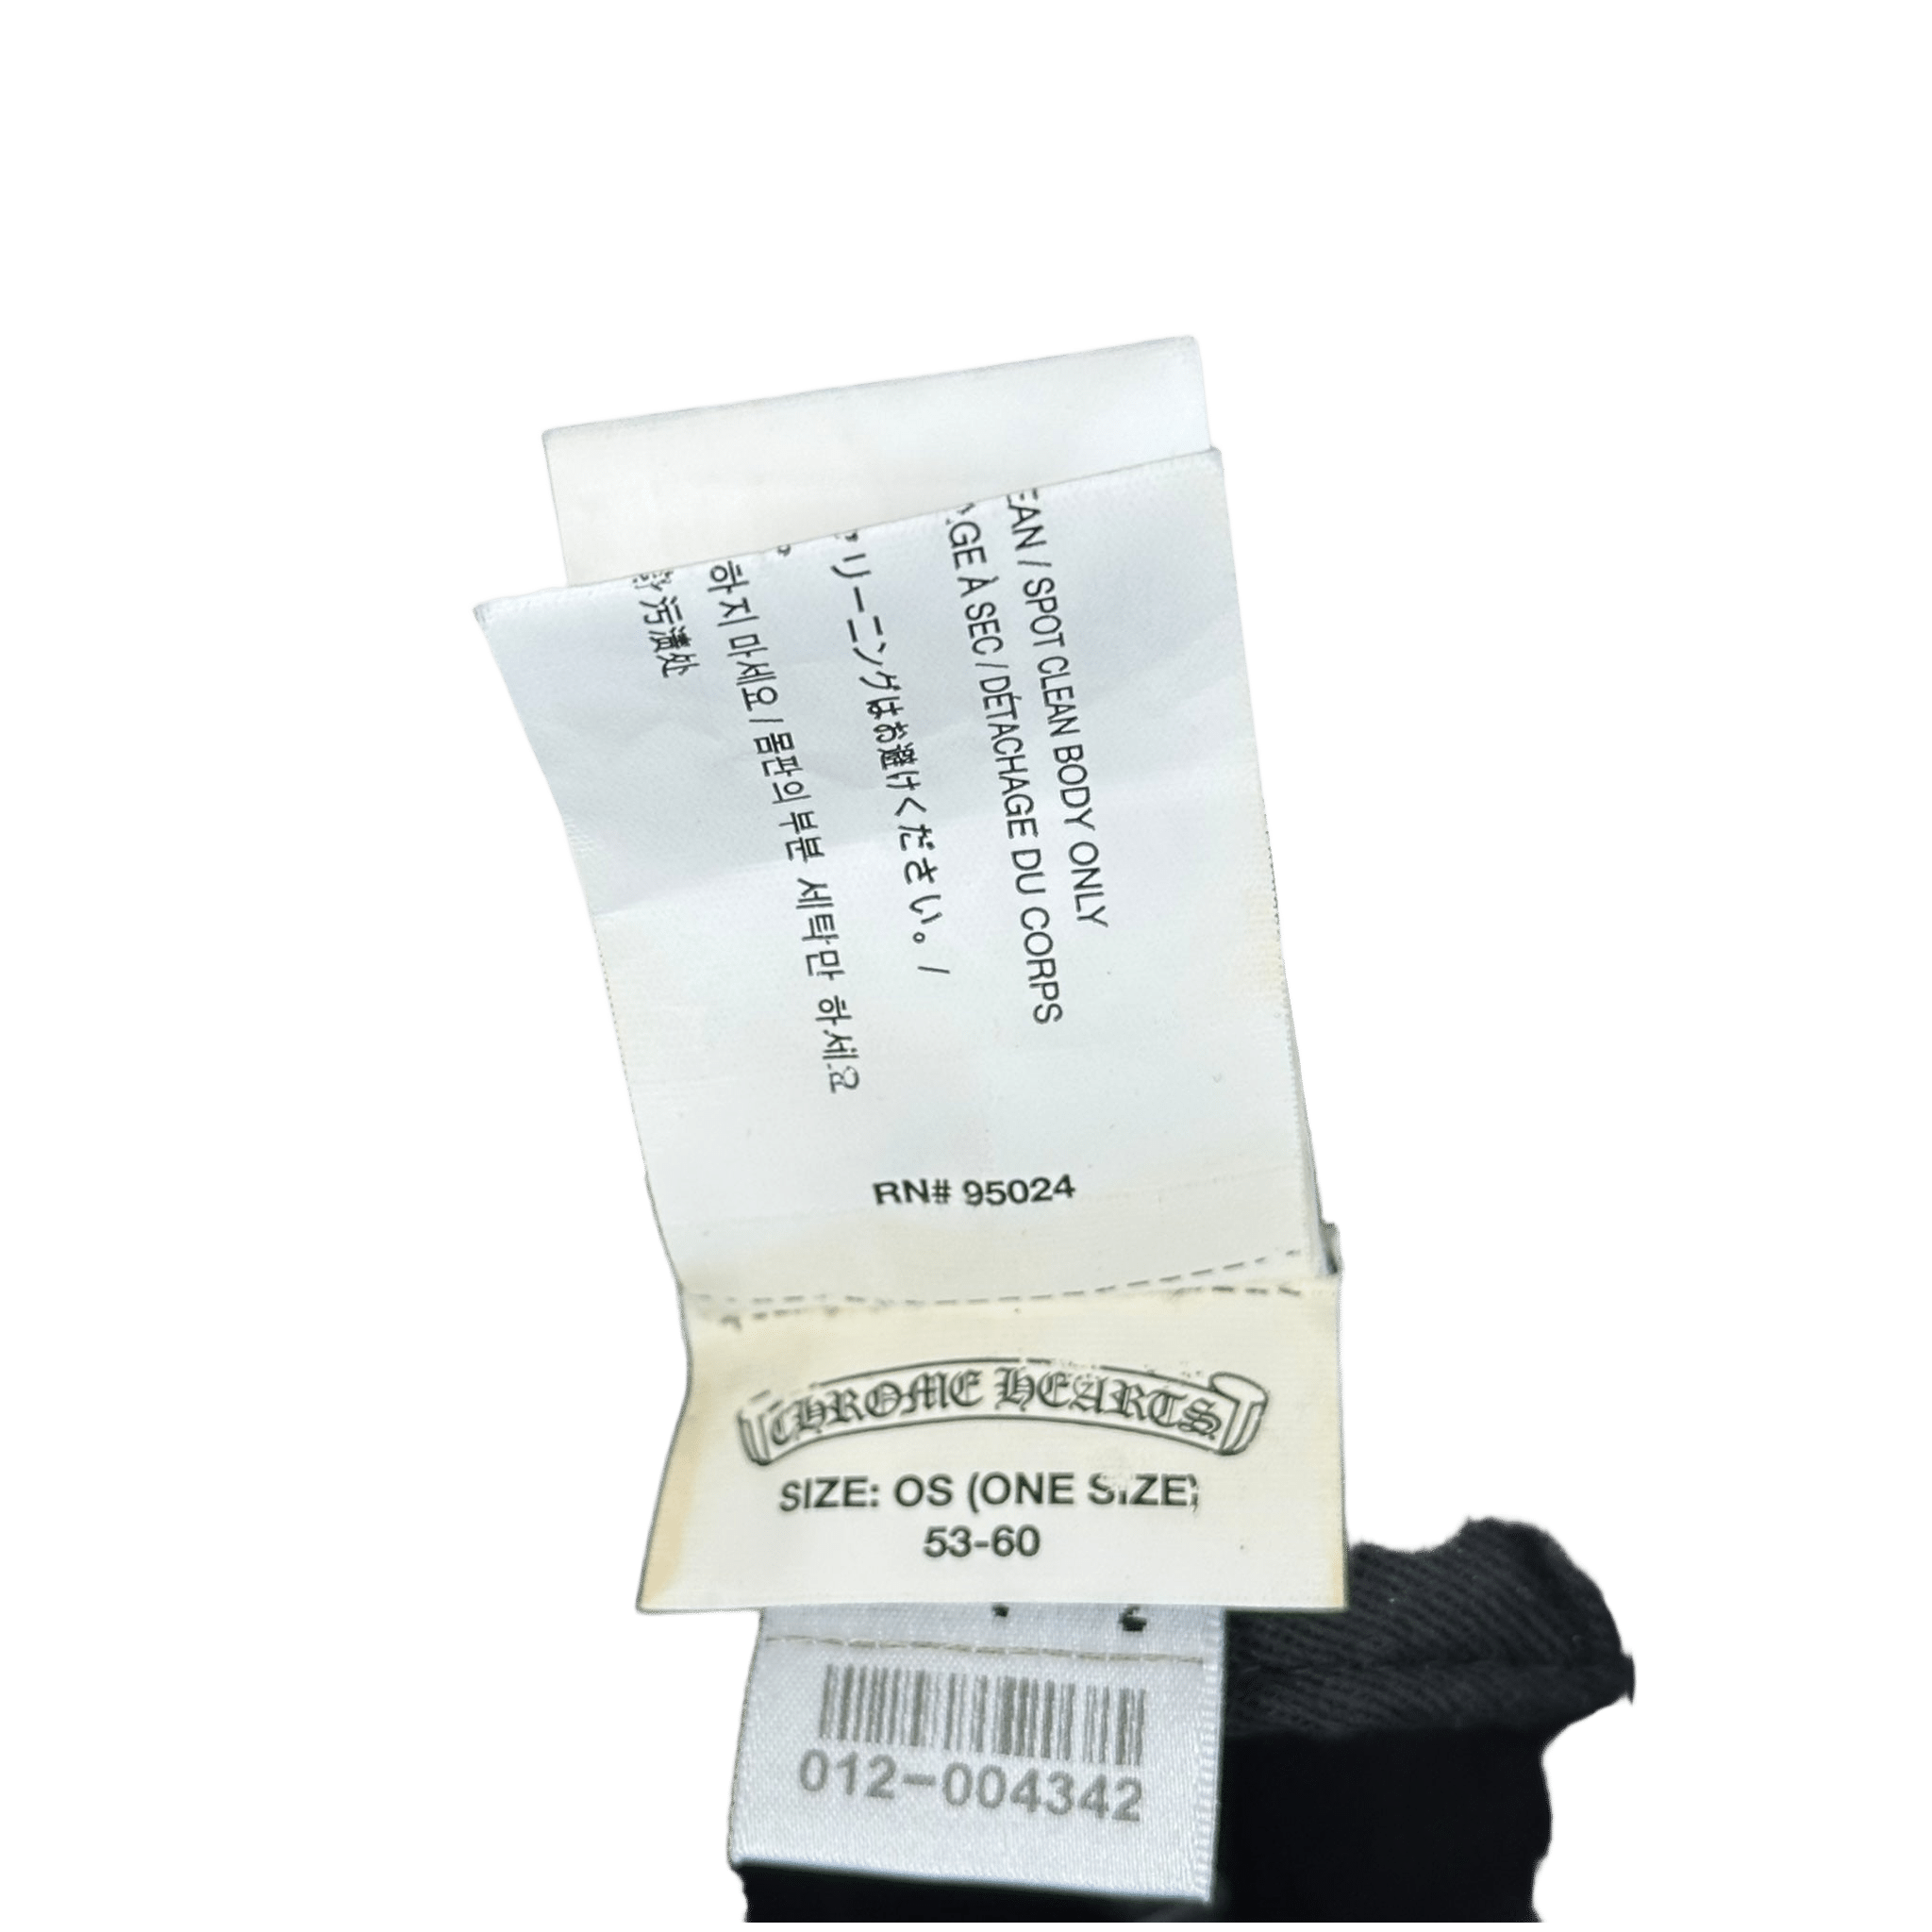 / SPOT CLEAN BODY ONLY
À SEC / DÉTACHAGE DU CORPS
リーニングはお避けください。/
하지 마세요 / 몸판의 부분 세탁만 하세요
污渍处
RN# 95024
CHROME HEARTS
SIZE: OS (ONE SIZE)
53-60
012-004342